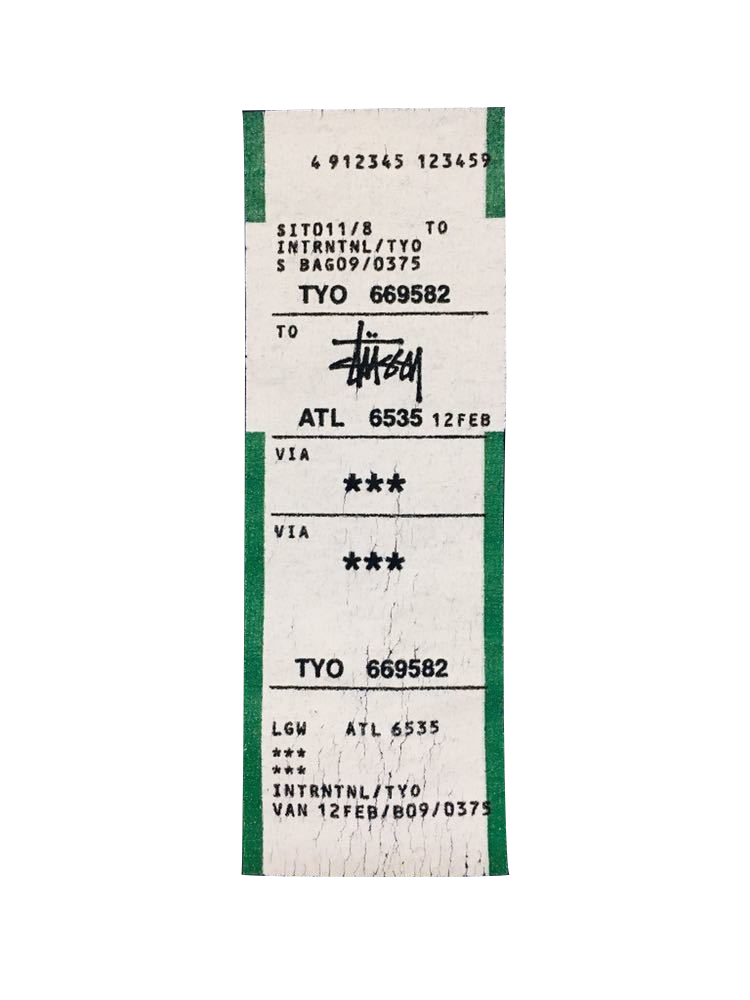 4 912345 123459
SITO11/8 TO
INTRNTNL/TYO
S BAG09/0375
TYO 669582
TO
Stüssy
ATL 6535 12FEB
VIA
***
VIA
***
TYO 669582
LGW ATL 6535
***
***
INTRNTNL/TYO
VAN 12FEB/B09/0375